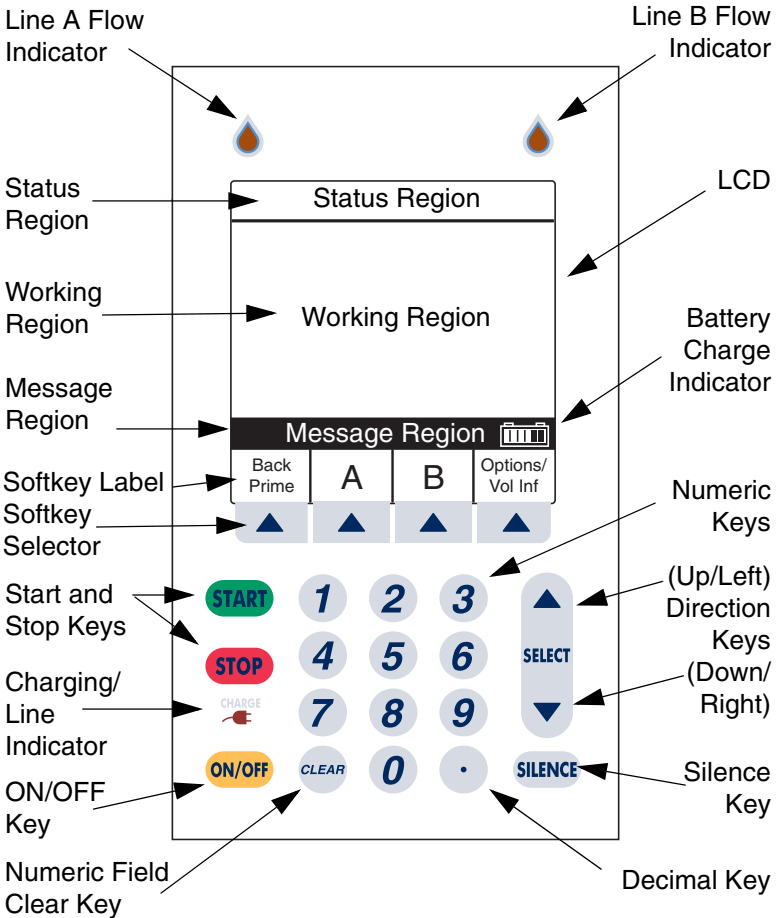 Line A Flow
Indicator
Line B Flow
Indicator
Status
Region
Status Region
LCD
Working
Region
Working Region
Battery
Charge
Indicator
Message
Region
Message Region
Softkey Label
Back
Prime
A
B
Options/
Vol Inf
Softkey
Selector
Numeric
Keys
Start and
Stop Keys
START
1
2
3
(Up/Left)
Direction
Keys
(Down/
Right)
STOP
4
5
6
SELECT
Charging/
Line
Indicator
CHARGE
7
8
9
ON/OFF
Key
ON/OFF
CLEAR
0
.
SILENCE
Silence
Key
Numeric Field
Clear Key
Decimal Key